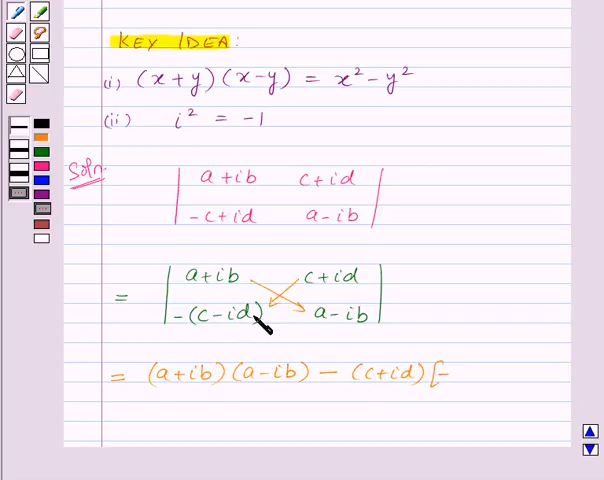 KEY IDEA:
(i) (x+y)(x-y) = x² - y²
(ii) i² = -1
Soln:
| a+ib c+id |
| -c+id a-ib |
= | a+ib c+id |
| -(c-id) a-ib |
= (a+ib)(a-ib) - (c+id)[-